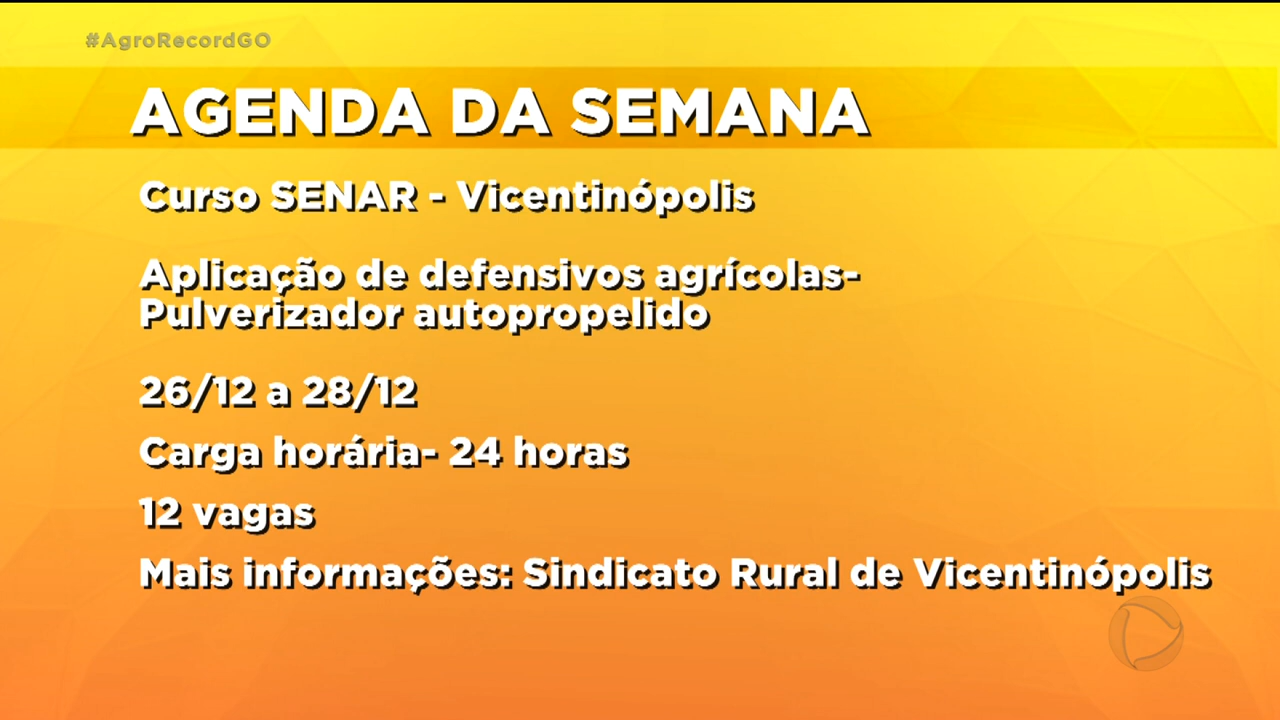 #AgroRecordGO
AGENDA DA SEMANA
Curso SENAR - Vicentinópolis
Aplicação de defensivos agrícolas-
Pulverizador autopropelido
26/12 a 28/12
Carga horária- 24 horas
12 vagas
Mais informações: Sindicato Rural de Vicentinópolis